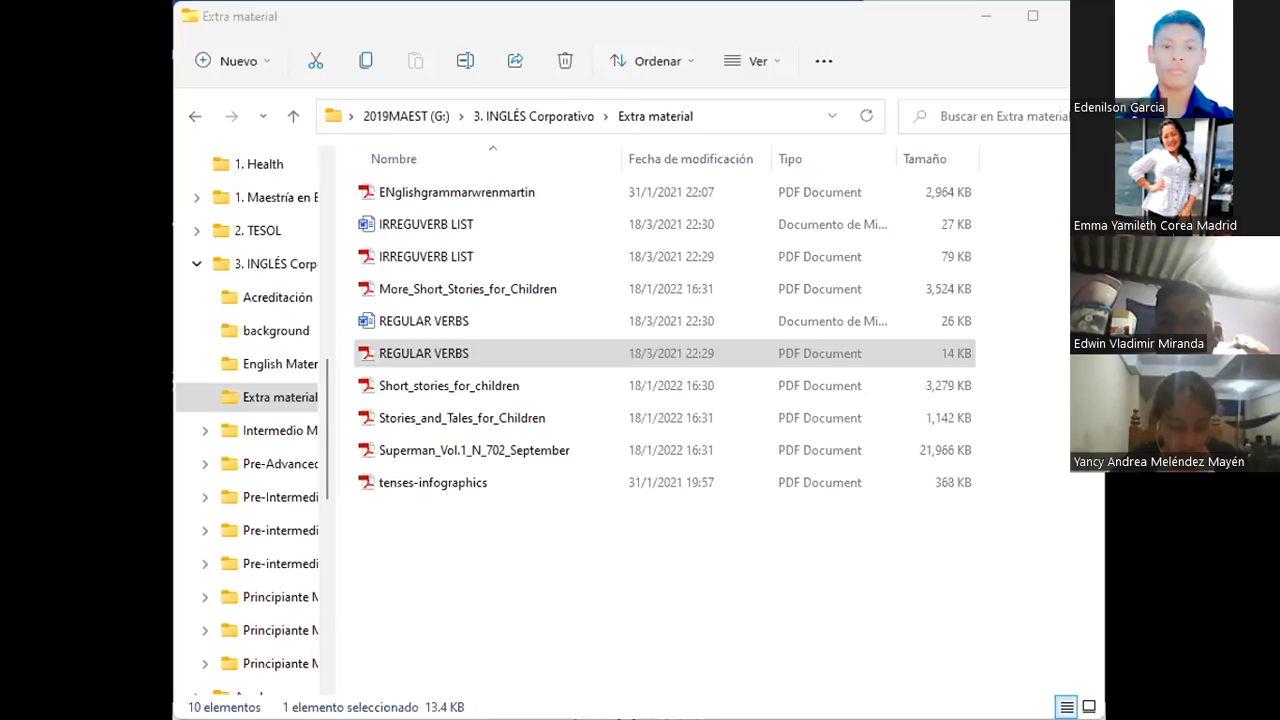 Extra material
Nuevo
Ordenar
Ver
2019MAEST (G:) > 3. INGLÉS Corporativo > Extra material
Buscar en Extra material
Nombre Fecha de modificación Tipo Tamaño
ENglishgrammarwrenmartin 31/1/2021 22:07 PDF Document 2,964 KB
IRREGUVERB LIST 18/3/2021 22:30 Documento de Mi... 27 KB
IRREGUVERB LIST 18/3/2021 22:29 PDF Document 79 KB
More_Short_Stories_for_Children 18/1/2022 16:31 PDF Document 3,524 KB
REGULAR VERBS 18/3/2021 22:30 Documento de Mi... 26 KB
REGULAR VERBS 18/3/2021 22:29 PDF Document 14 KB
Short_stories_for_children 18/1/2022 16:30 PDF Document 3,279 KB
Stories_and_Tales_for_Children 18/1/2022 16:31 PDF Document 1,142 KB
Superman_Vol.1_N_702_September 18/1/2022 16:31 PDF Document 21,966 KB
tenses-infographics 31/1/2021 19:57 PDF Document 368 KB
1. Health
1. Maestría en E
2. TESOL
3. INGLÉS Corp
Acreditación
background
English Mater
Extra material
Intermedio M
Pre-Advanced
Pre-Intermedi
Pre-intermedi
Pre-intermedi
Principiante M
Principiante M
Principiante M
10 elementos 1 elemento seleccionado 13.4 KB
Edenilson Garcia
Emma Yamileth Corea Madrid
Edwin Vladimir Miranda
Yancy Andrea Meléndez Mayén